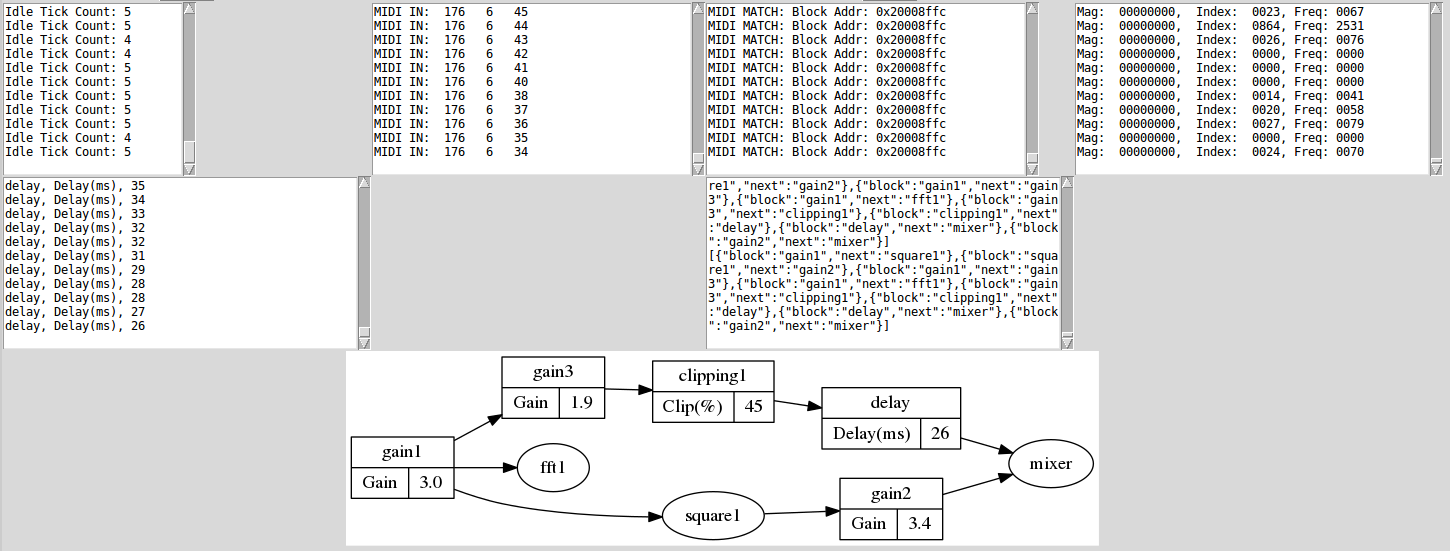 Idle Tick Count: 5
Idle Tick Count: 5
Idle Tick Count: 4
Idle Tick Count: 4
Idle Tick Count: 5
Idle Tick Count: 5
Idle Tick Count: 5
Idle Tick Count: 5
Idle Tick Count: 5
Idle Tick Count: 4
Idle Tick Count: 5
MIDI IN:  176   6   45
MIDI IN:  176   6   44
MIDI IN:  176   6   43
MIDI IN:  176   6   42
MIDI IN:  176   6   41
MIDI IN:  176   6   40
MIDI IN:  176   6   38
MIDI IN:  176   6   37
MIDI IN:  176   6   36
MIDI IN:  176   6   35
MIDI IN:  176   6   34
MIDI MATCH: Block Addr: 0x20008ffc
MIDI MATCH: Block Addr: 0x20008ffc
MIDI MATCH: Block Addr: 0x20008ffc
MIDI MATCH: Block Addr: 0x20008ffc
MIDI MATCH: Block Addr: 0x20008ffc
MIDI MATCH: Block Addr: 0x20008ffc
MIDI MATCH: Block Addr: 0x20008ffc
MIDI MATCH: Block Addr: 0x20008ffc
MIDI MATCH: Block Addr: 0x20008ffc
MIDI MATCH: Block Addr: 0x20008ffc
MIDI MATCH: Block Addr: 0x20008ffc
Mag:  00000000,  Index:  0023, Freq: 0067
Mag:  00000000,  Index:  0864, Freq: 2531
Mag:  00000000,  Index:  0026, Freq: 0076
Mag:  00000000,  Index:  0000, Freq: 0000
Mag:  00000000,  Index:  0000, Freq: 0000
Mag:  00000000,  Index:  0000, Freq: 0000
Mag:  00000000,  Index:  0014, Freq: 0041
Mag:  00000000,  Index:  0020, Freq: 0058
Mag:  00000000,  Index:  0027, Freq: 0079
Mag:  00000000,  Index:  0000, Freq: 0000
Mag:  00000000,  Index:  0024, Freq: 0070
delay, Delay(ms), 35
delay, Delay(ms), 34
delay, Delay(ms), 33
delay, Delay(ms), 32
delay, Delay(ms), 32
delay, Delay(ms), 31
delay, Delay(ms), 29
delay, Delay(ms), 28
delay, Delay(ms), 28
delay, Delay(ms), 27
delay, Delay(ms), 26
re1","next":"gain2"},{"block":"gain1","next":"gain
3"},{"block":"gain1","next":"fft1"},{"block":"gain
3","next":"clipping1"},{"block":"clipping1","next"
:"delay"},{"block":"delay","next":"mixer"},{"block
":"gain2","next":"mixer"}]
[{"block":"gain1","next":"square1"},{"block":"squa
re1","next":"gain2"},{"block":"gain1","next":"gain
3"},{"block":"gain1","next":"fft1"},{"block":"gain
3","next":"clipping1"},{"block":"clipping1","next"
:"delay"},{"block":"delay","next":"mixer"},{"block
":"gain2","next":"mixer"}]
gain3
Gain 1.9
clipping1
Clip(%) 45
delay
Delay(ms) 26
gain1
Gain 3.0
fft1
mixer
square1
gain2
Gain 3.4